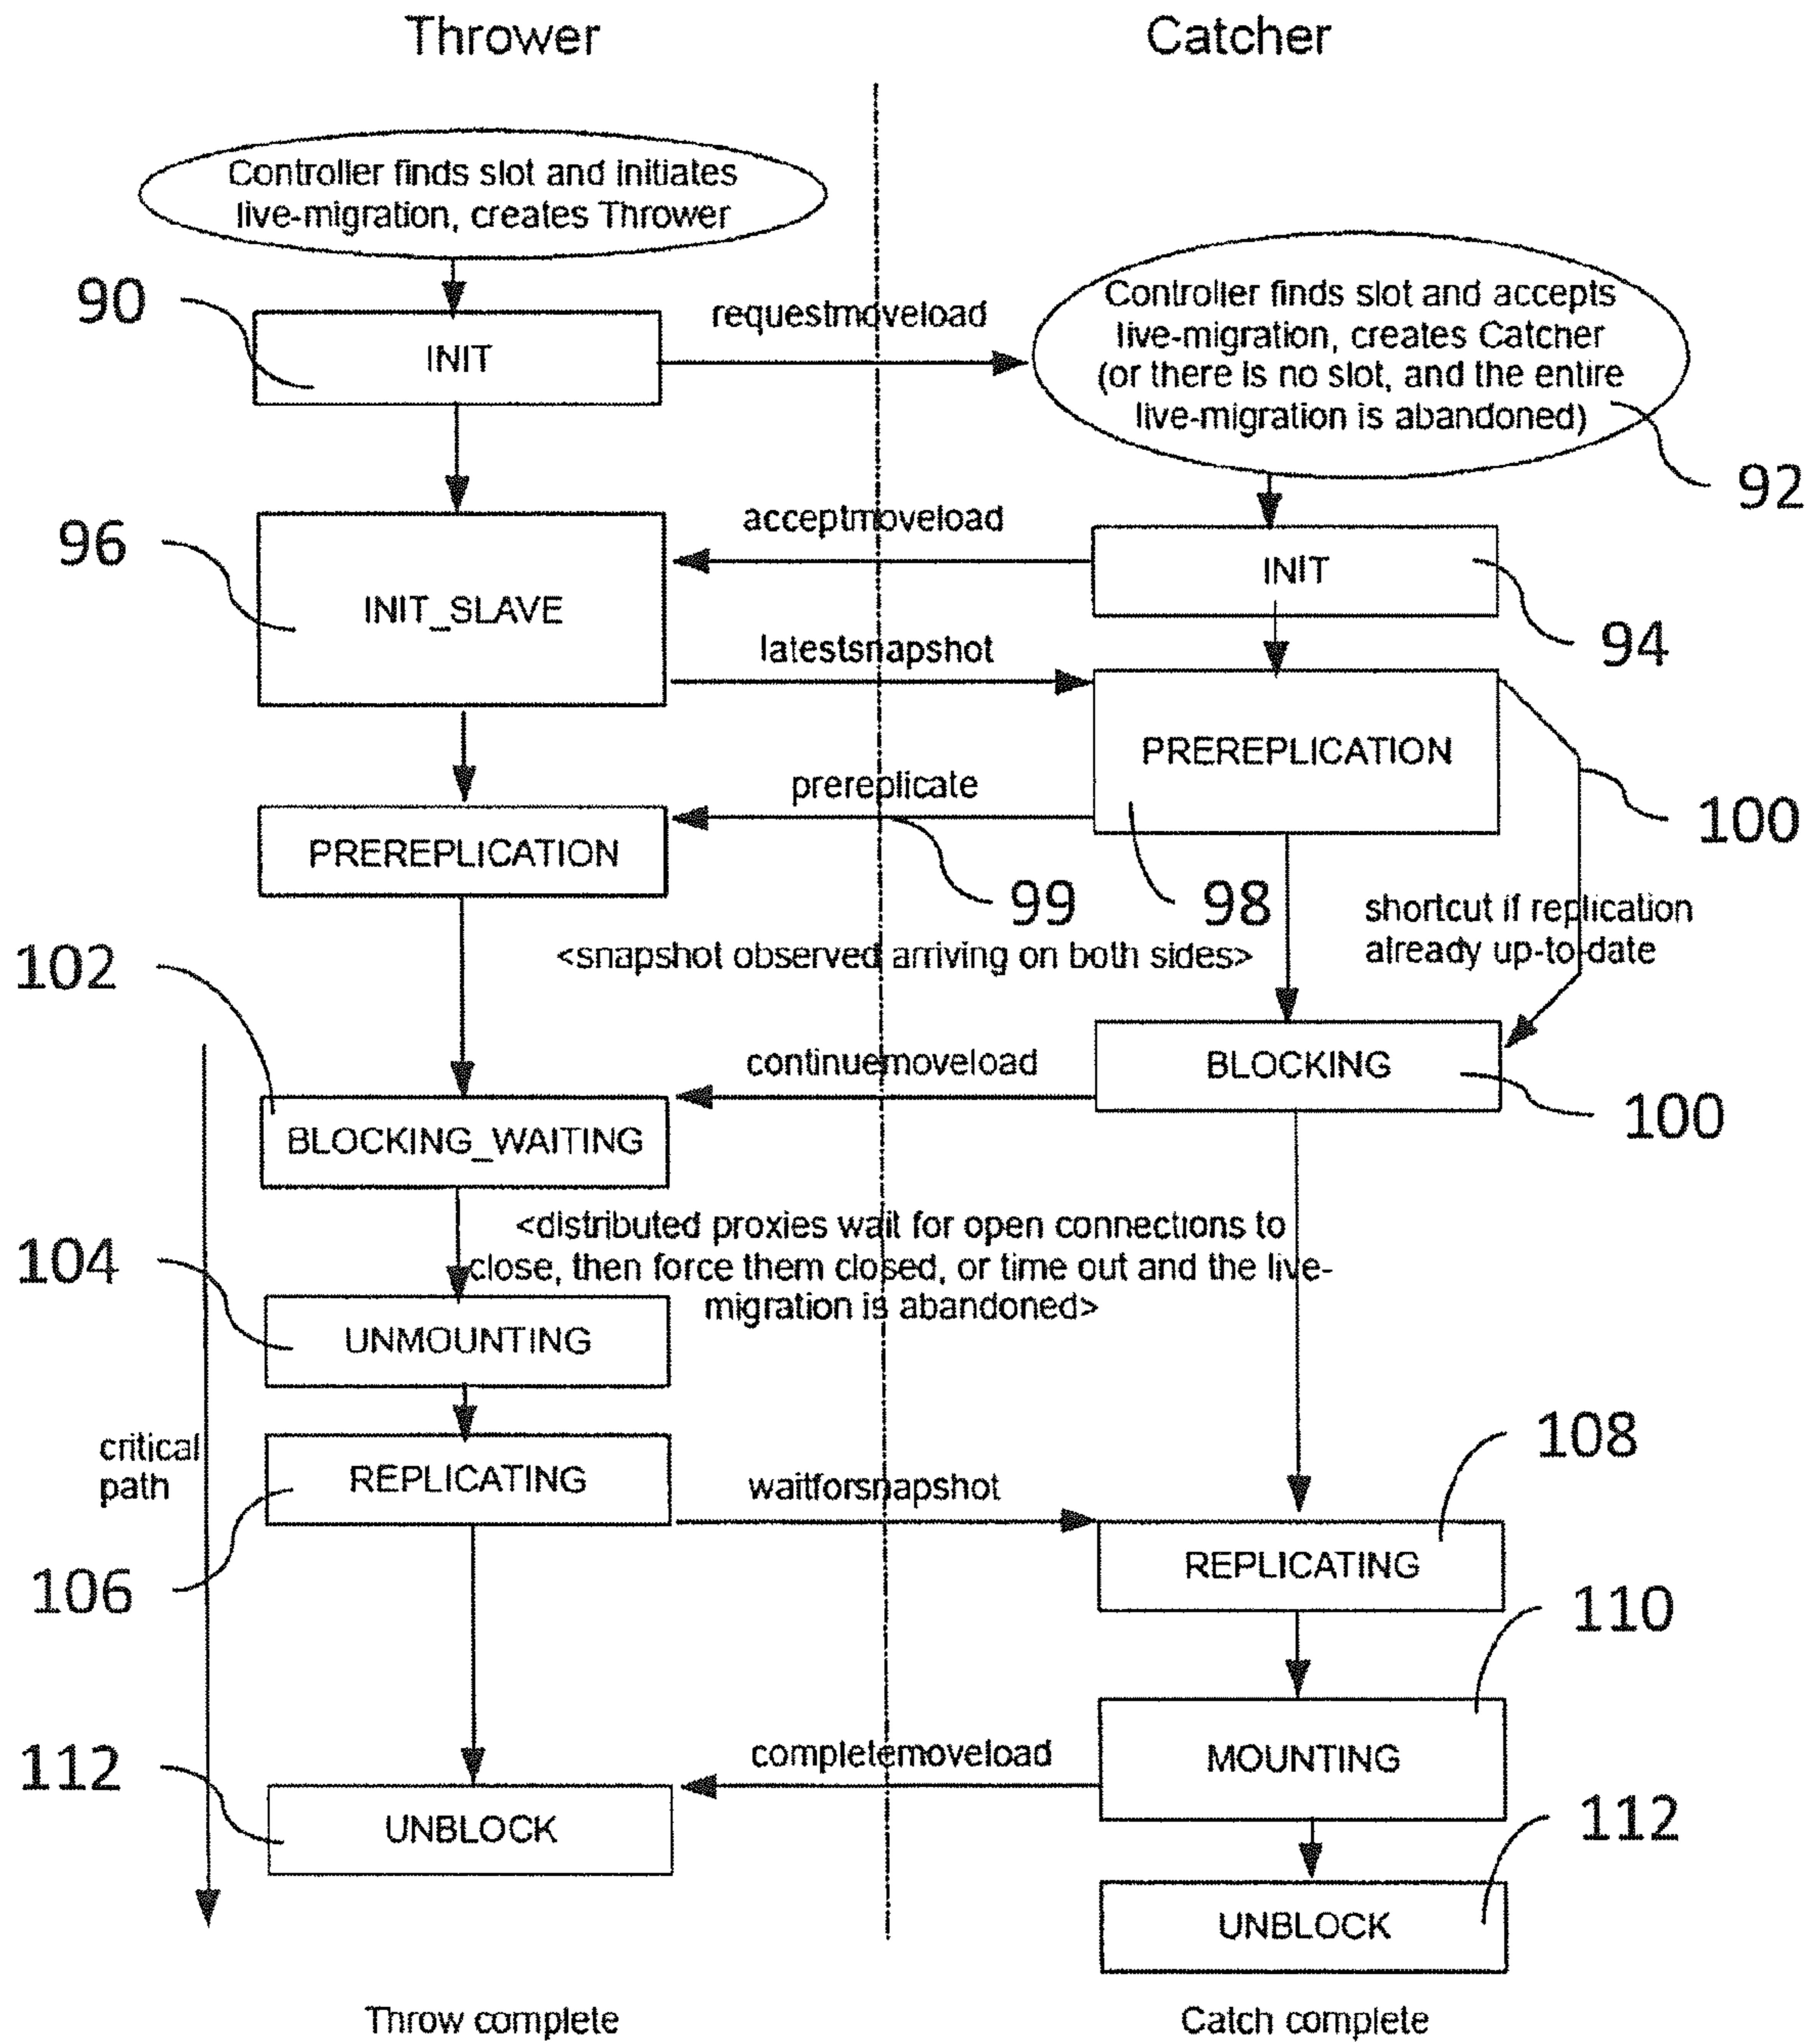 Thrower
Catcher
Controller finds slot and initiates
live-migration, creates Thrower
90
INIT
requestmoveload
Controller finds slot and accepts
live-migration, creates Catcher
(or there is no slot, and the entire
live-migration is abandoned)
92
96
INIT_SLAVE
acceptmoveload
INIT
94
latestsnapshot
PREREPLICATION
100
prereplicate
PREREPLICATION
99
98
shortcut if replication
already up-to-date
102
<snapshot observed arriving on both sides>
continuemoveload
BLOCKING
100
BLOCKING_WAITING
<distributed proxies wait for open connections to
close, then force them closed, or time out and the live-
migration is abandoned>
104
UNMOUNTING
critical
path
REPLICATING
waitforsnapshot
108
106
REPLICATING
110
112
completemoveload
MOUNTING
UNBLOCK
112
UNBLOCK
Throw complete
Catch complete